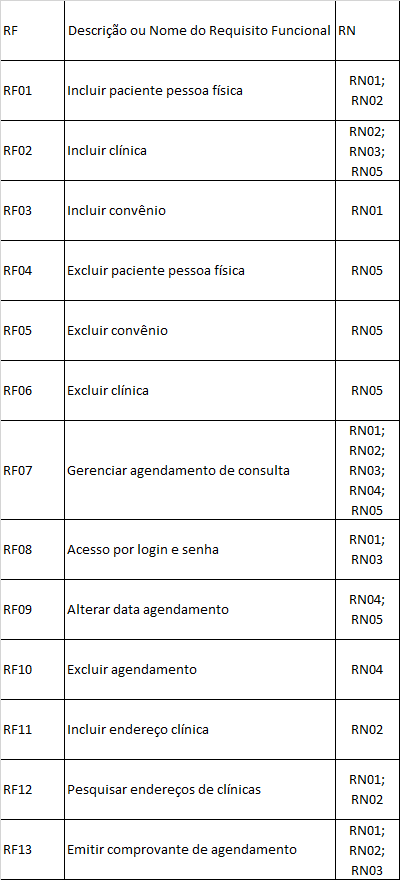 RF Descrição ou Nome do Requisito Funcional RN
RF01 Incluir paciente pessoa física RN01;
RN02
RF02 Incluir clínica RN02;
RN03;
RN05
RF03 Incluir convênio RN01
RF04 Excluir paciente pessoa física RN05
RF05 Excluir convênio RN05
RF06 Excluir clínica RN05
RF07 Gerenciar agendamento de consulta RN01;
RN02;
RN03;
RN04;
RN05
RF08 Acesso por login e senha RN01;
RN03
RF09 Alterar data agendamento RN04;
RN05
RF10 Excluir agendamento RN04
RF11 Incluir endereço clínica RN02
RF12 Pesquisar endereços de clínicas RN01;
RN02
RF13 Emitir comprovante de agendamento RN01;
RN02;
RN03